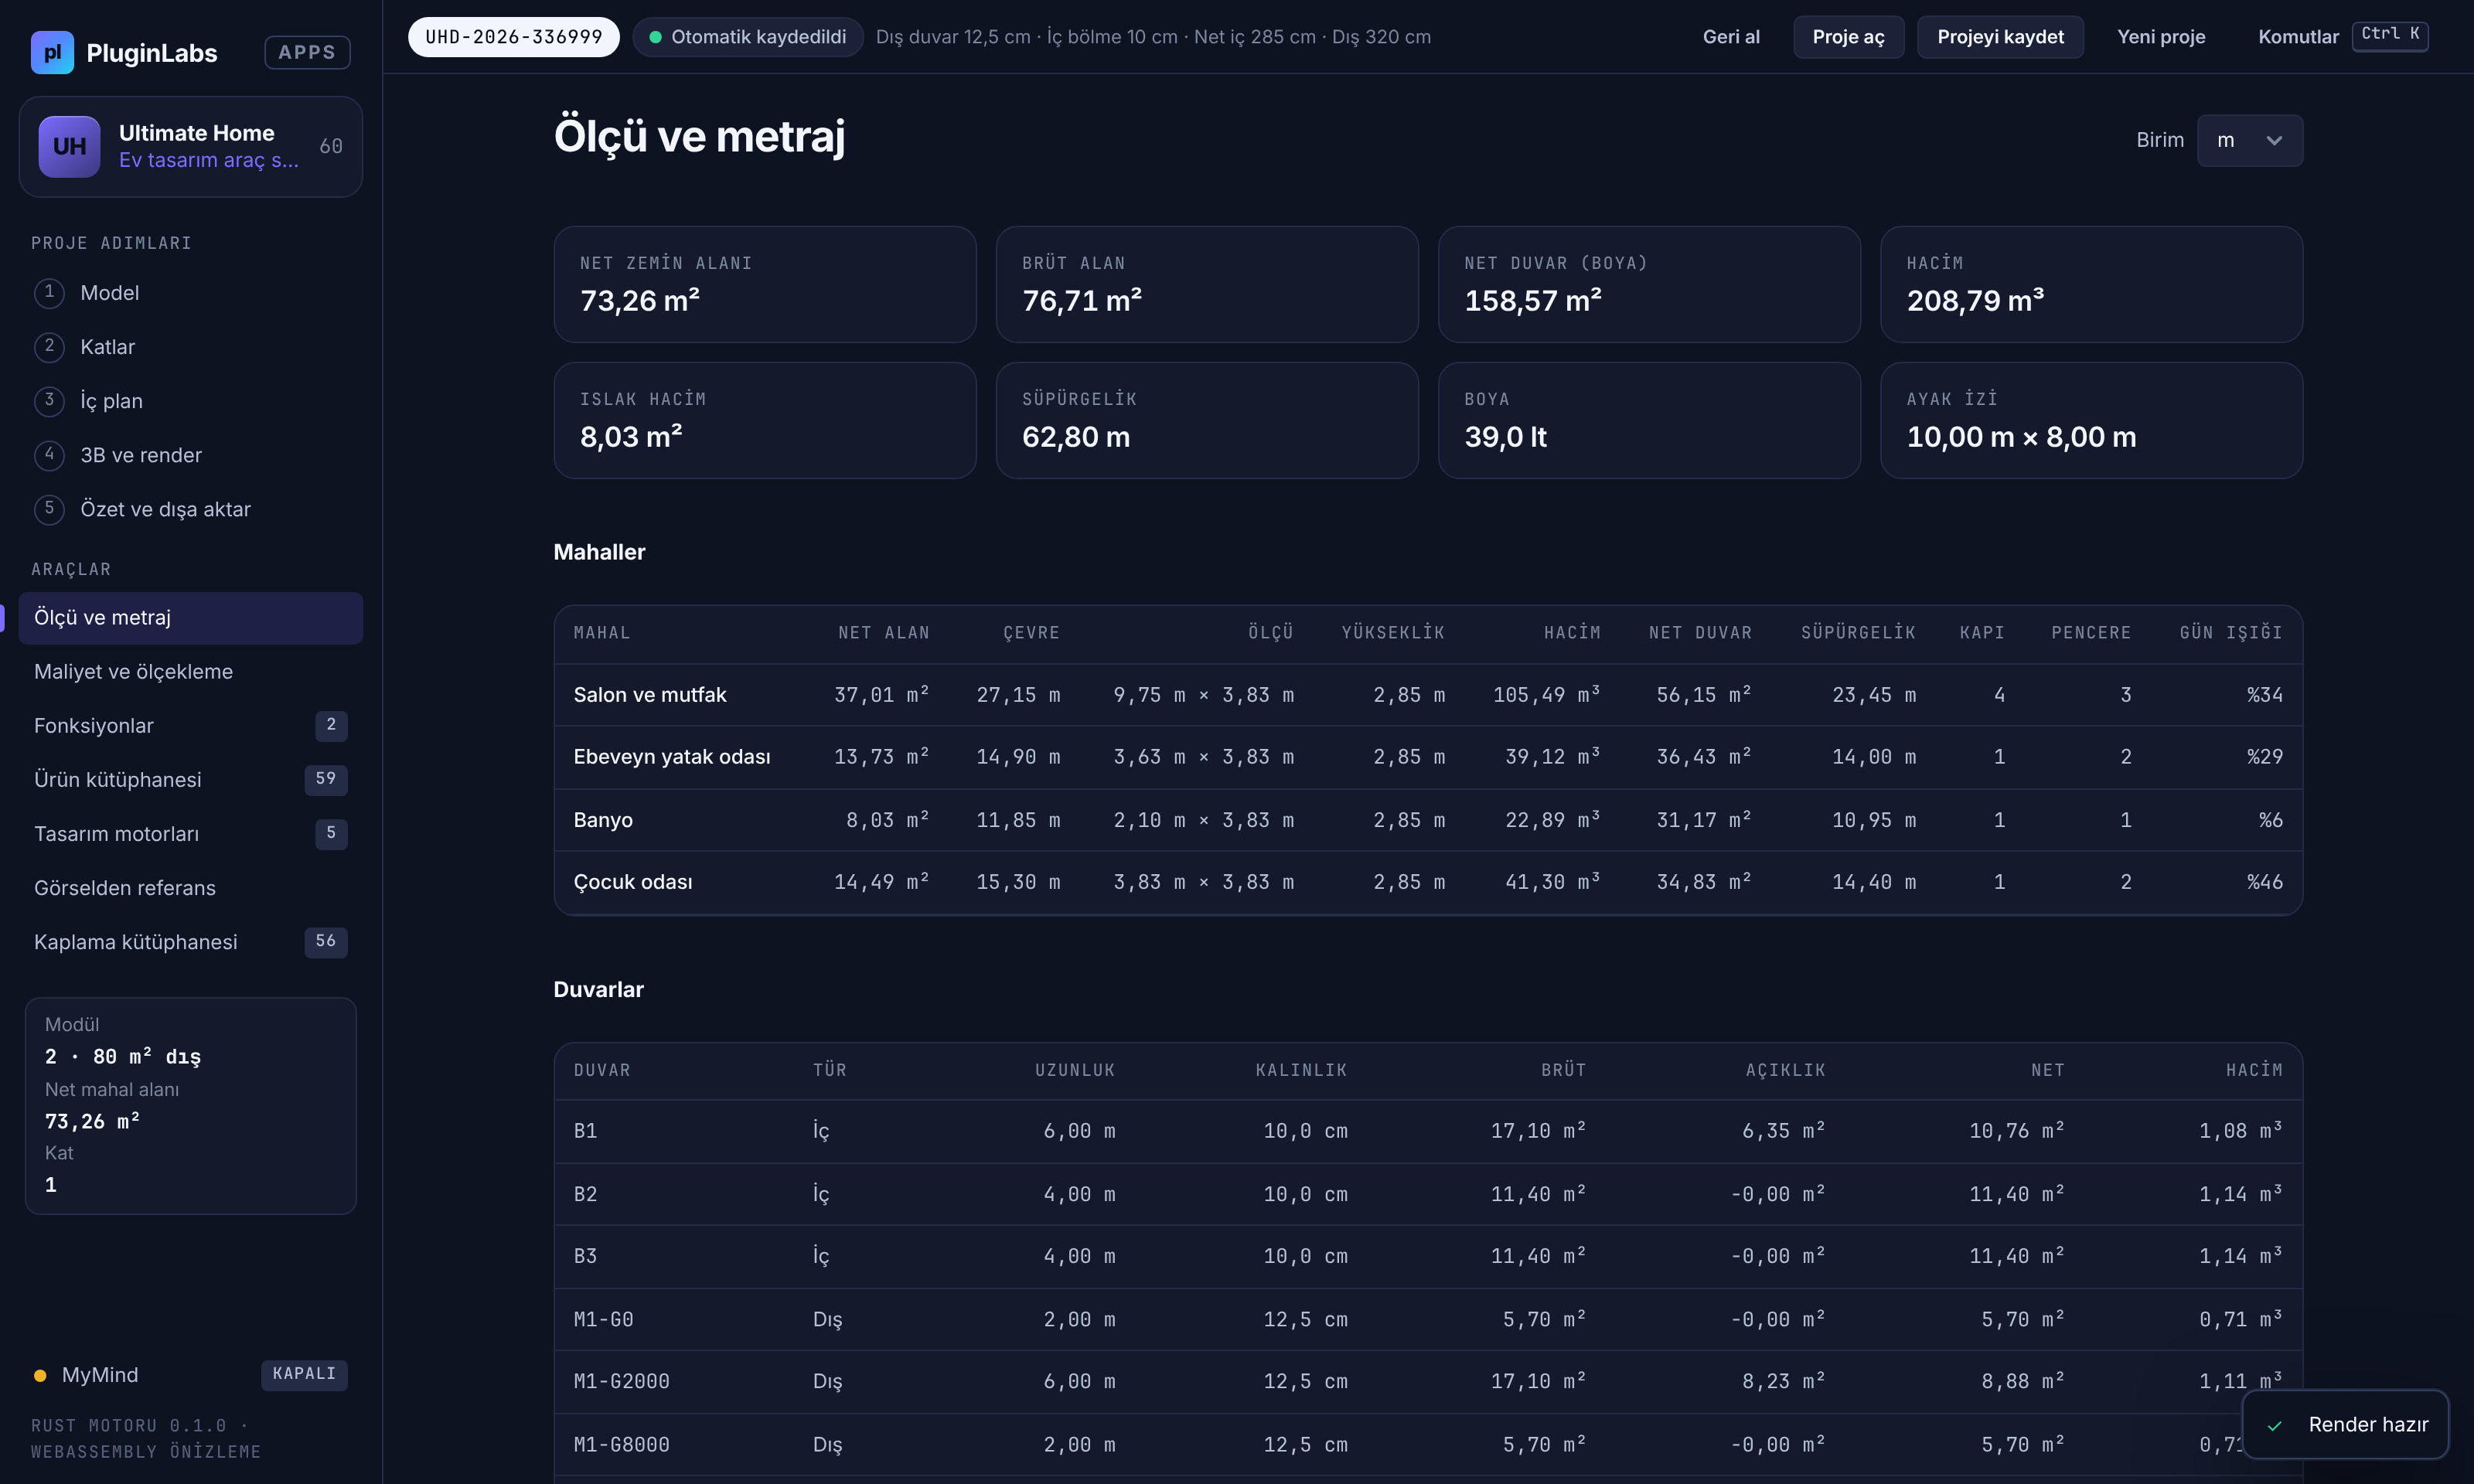 pl PluginLabs APPS
UH Ultimate Home 60
Ev tasarım araç s...
PROJE ADIMLARI
1 Model
2 Katlar
3 İç plan
4 3B ve render
5 Özet ve dışa aktar
ARAÇLAR
Ölçü ve metraj
Maliyet ve ölçekleme
Fonksiyonlar 2
Ürün kütüphanesi 59
Tasarım motorları 5
Görselden referans
Kaplama kütüphanesi 56
Modül
2 · 80 m² dış
Net mahal alanı
73,26 m²
Kat
1
MyMind KAPALI
RUST MOTORU 0.1.0 ·
WEBASSEMBLY ÖNİZLEME
UHD-2026-336999 Otomatik kaydedildi Dış duvar 12,5 cm · İç bölme 10 cm · Net iç 285 cm · Dış 320 cm Geri al Proje aç Projeyi kaydet Yeni proje Komutlar Ctrl K
Ölçü ve metraj Birim m
NET ZEMİN ALANI BRÜT ALAN NET DUVAR (BOYA) HACİM
73,26 m² 76,71 m² 158,57 m² 208,79 m³
ISLAK HACİM SÜPÜRGELİK BOYA AYAK İZİ
8,03 m² 62,80 m 39,0 lt 10,00 m × 8,00 m
Mahaller
MAHAL NET ALAN ÇEVRE ÖLÇÜ YÜKSEKLİK HACİM NET DUVAR SÜPÜRGELİK KAPI PENCERE GÜN IŞIĞI
Salon ve mutfak 37,01 m² 27,15 m 9,75 m × 3,83 m 2,85 m 105,49 m³ 56,15 m² 23,45 m 4 3 %34
Ebeveyn yatak odası 13,73 m² 14,90 m 3,63 m × 3,83 m 2,85 m 39,12 m³ 36,43 m² 14,00 m 1 2 %29
Banyo 8,03 m² 11,85 m 2,10 m × 3,83 m 2,85 m 22,89 m³ 31,17 m² 10,95 m 1 1 %6
Çocuk odası 14,49 m² 15,30 m 3,83 m × 3,83 m 2,85 m 41,30 m³ 34,83 m² 14,40 m 1 2 %46
Duvarlar
DUVAR TÜR UZUNLUK KALINLIK BRÜT AÇIKLIK NET HACİM
B1 İç 6,00 m 10,0 cm 17,10 m² 6,35 m² 10,76 m² 1,08 m³
B2 İç 4,00 m 10,0 cm 11,40 m² -0,00 m² 11,40 m² 1,14 m³
B3 İç 4,00 m 10,0 cm 11,40 m² -0,00 m² 11,40 m² 1,14 m³
M1-G0 Dış 2,00 m 12,5 cm 5,70 m² -0,00 m² 5,70 m² 0,71 m³
M1-G2000 Dış 6,00 m 12,5 cm 17,10 m² 8,23 m² 8,88 m² 1,11 m³
M1-G8000 Dış 2,00 m 12,5 cm 5,70 m² -0,00 m² 5,70 m²
Render hazır